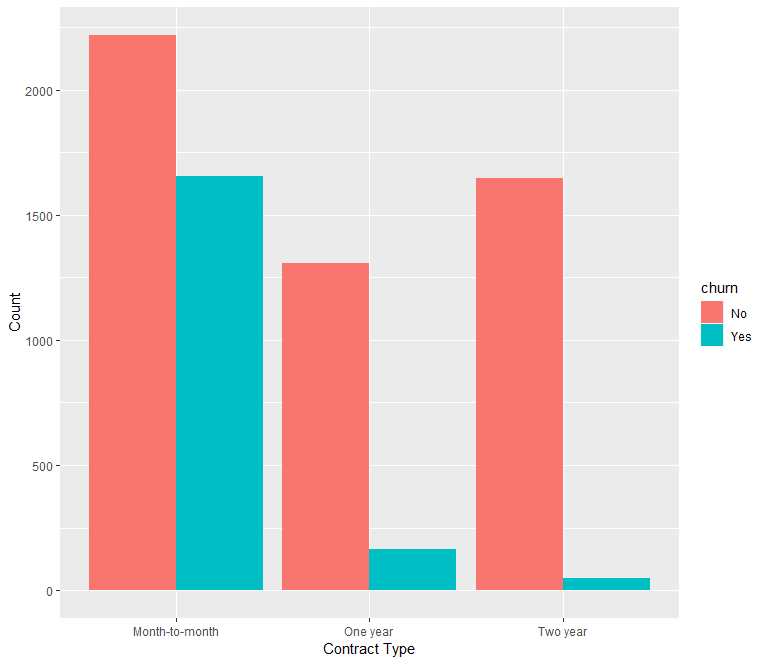 2000
1500
1000
500
0
Count
Month-to-month
One year
Two year
Contract Type
churn
No
Yes